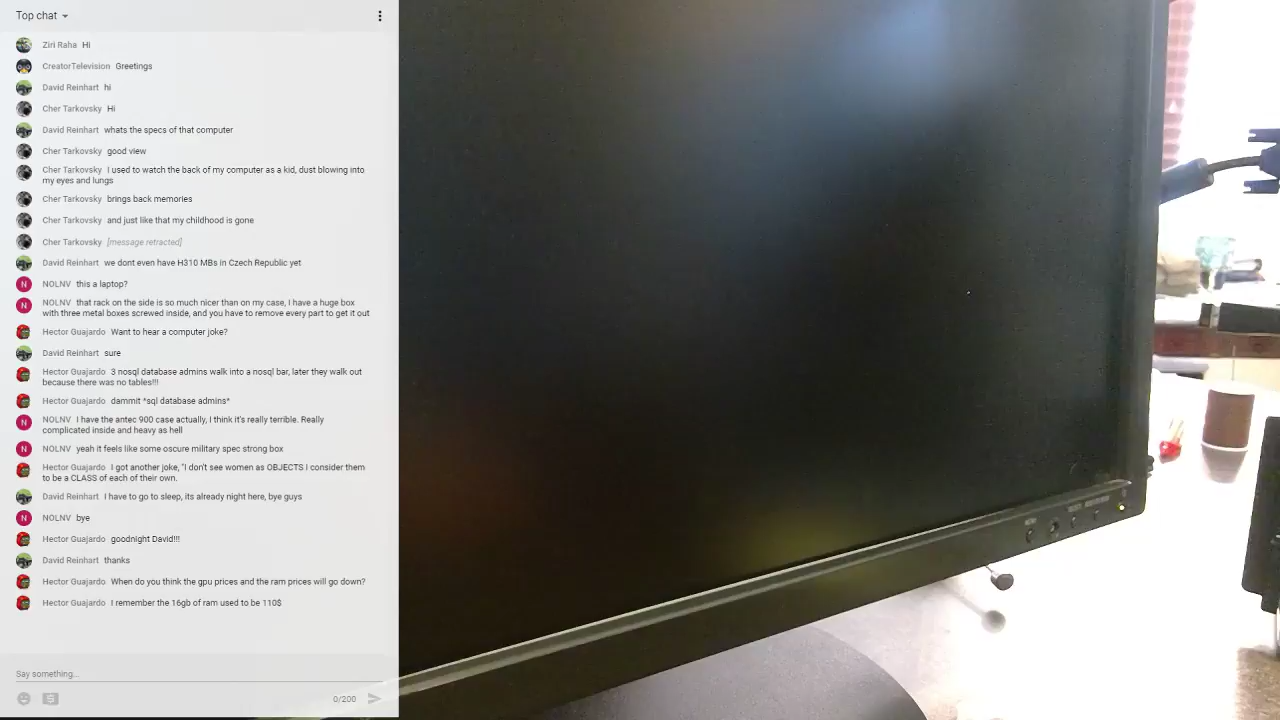 Top chat
Ziri Raha Hi
CreatorTelevision Greetings
David Reinhart hi
Cher Tarkovsky Hi
David Reinhart whats the specs of that computer
Cher Tarkovsky good view
Cher Tarkovsky I used to watch the back of my computer as a kid, dust blowing into
my eyes and lungs
Cher Tarkovsky brings back memories
Cher Tarkovsky and just like that my childhood is gone
Cher Tarkovsky [message retracted]
David Reinhart we dont even have H310 MBs in Czech Republic yet
N NOLNV this a laptop?
N NOLNV that rack on the side is so much nicer than on my case, I have a huge box
with three metal boxes screwed inside, and you have to remove every part to get it out
Hector Guajardo Want to hear a computer joke?
David Reinhart sure
Hector Guajardo 3 nosql database admins walk into a nosql bar, later they walk out
because there was no tables!!!
Hector Guajardo dammit *sql database admins*
N NOLNV I have the antec 900 case actually, I think it's really terrible. Really
complicated inside and heavy as hell
N NOLNV yeah it feels like some oscure military spec strong box
Hector Guajardo I got another joke, "I don't see women as OBJECTS I consider them
to be a CLASS of each of their own.
David Reinhart I have to go to sleep, its already night here, bye guys
N NOLNV bye
Hector Guajardo goodnight David!!!
David Reinhart thanks
Hector Guajardo When do you think the gpu prices and the ram prices will go down?
Hector Guajardo I remember the 16gb of ram used to be 110$
Say something...
0/200